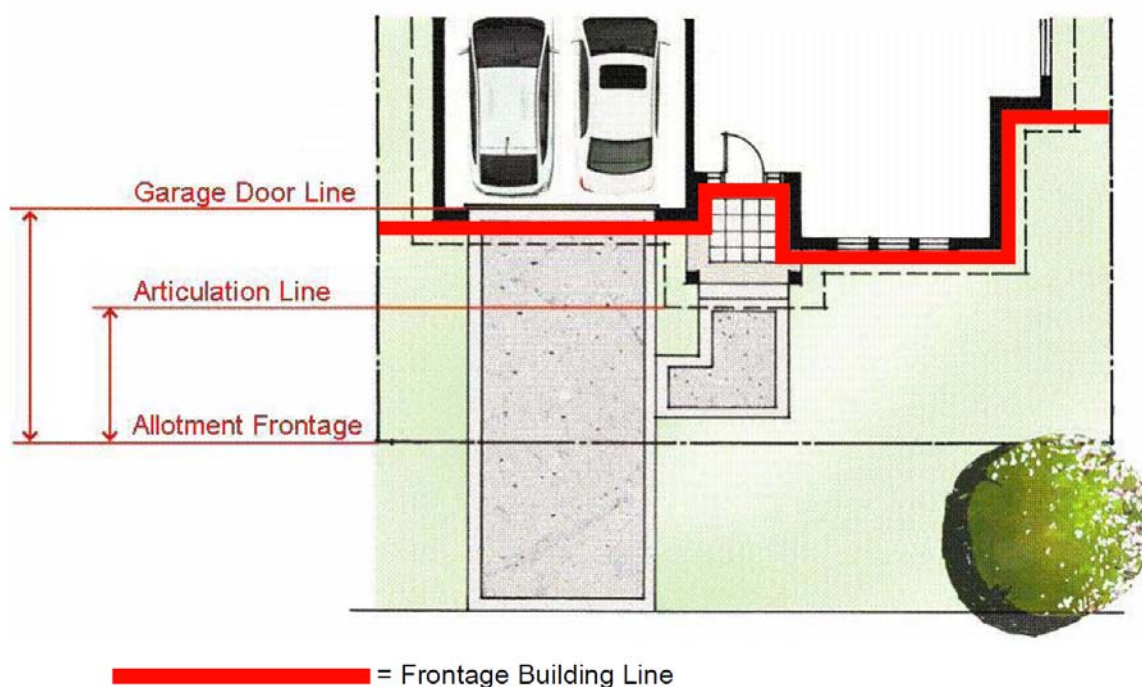 Garage Door Line
Articulation Line
Allotment Frontage
= Frontage Building Line